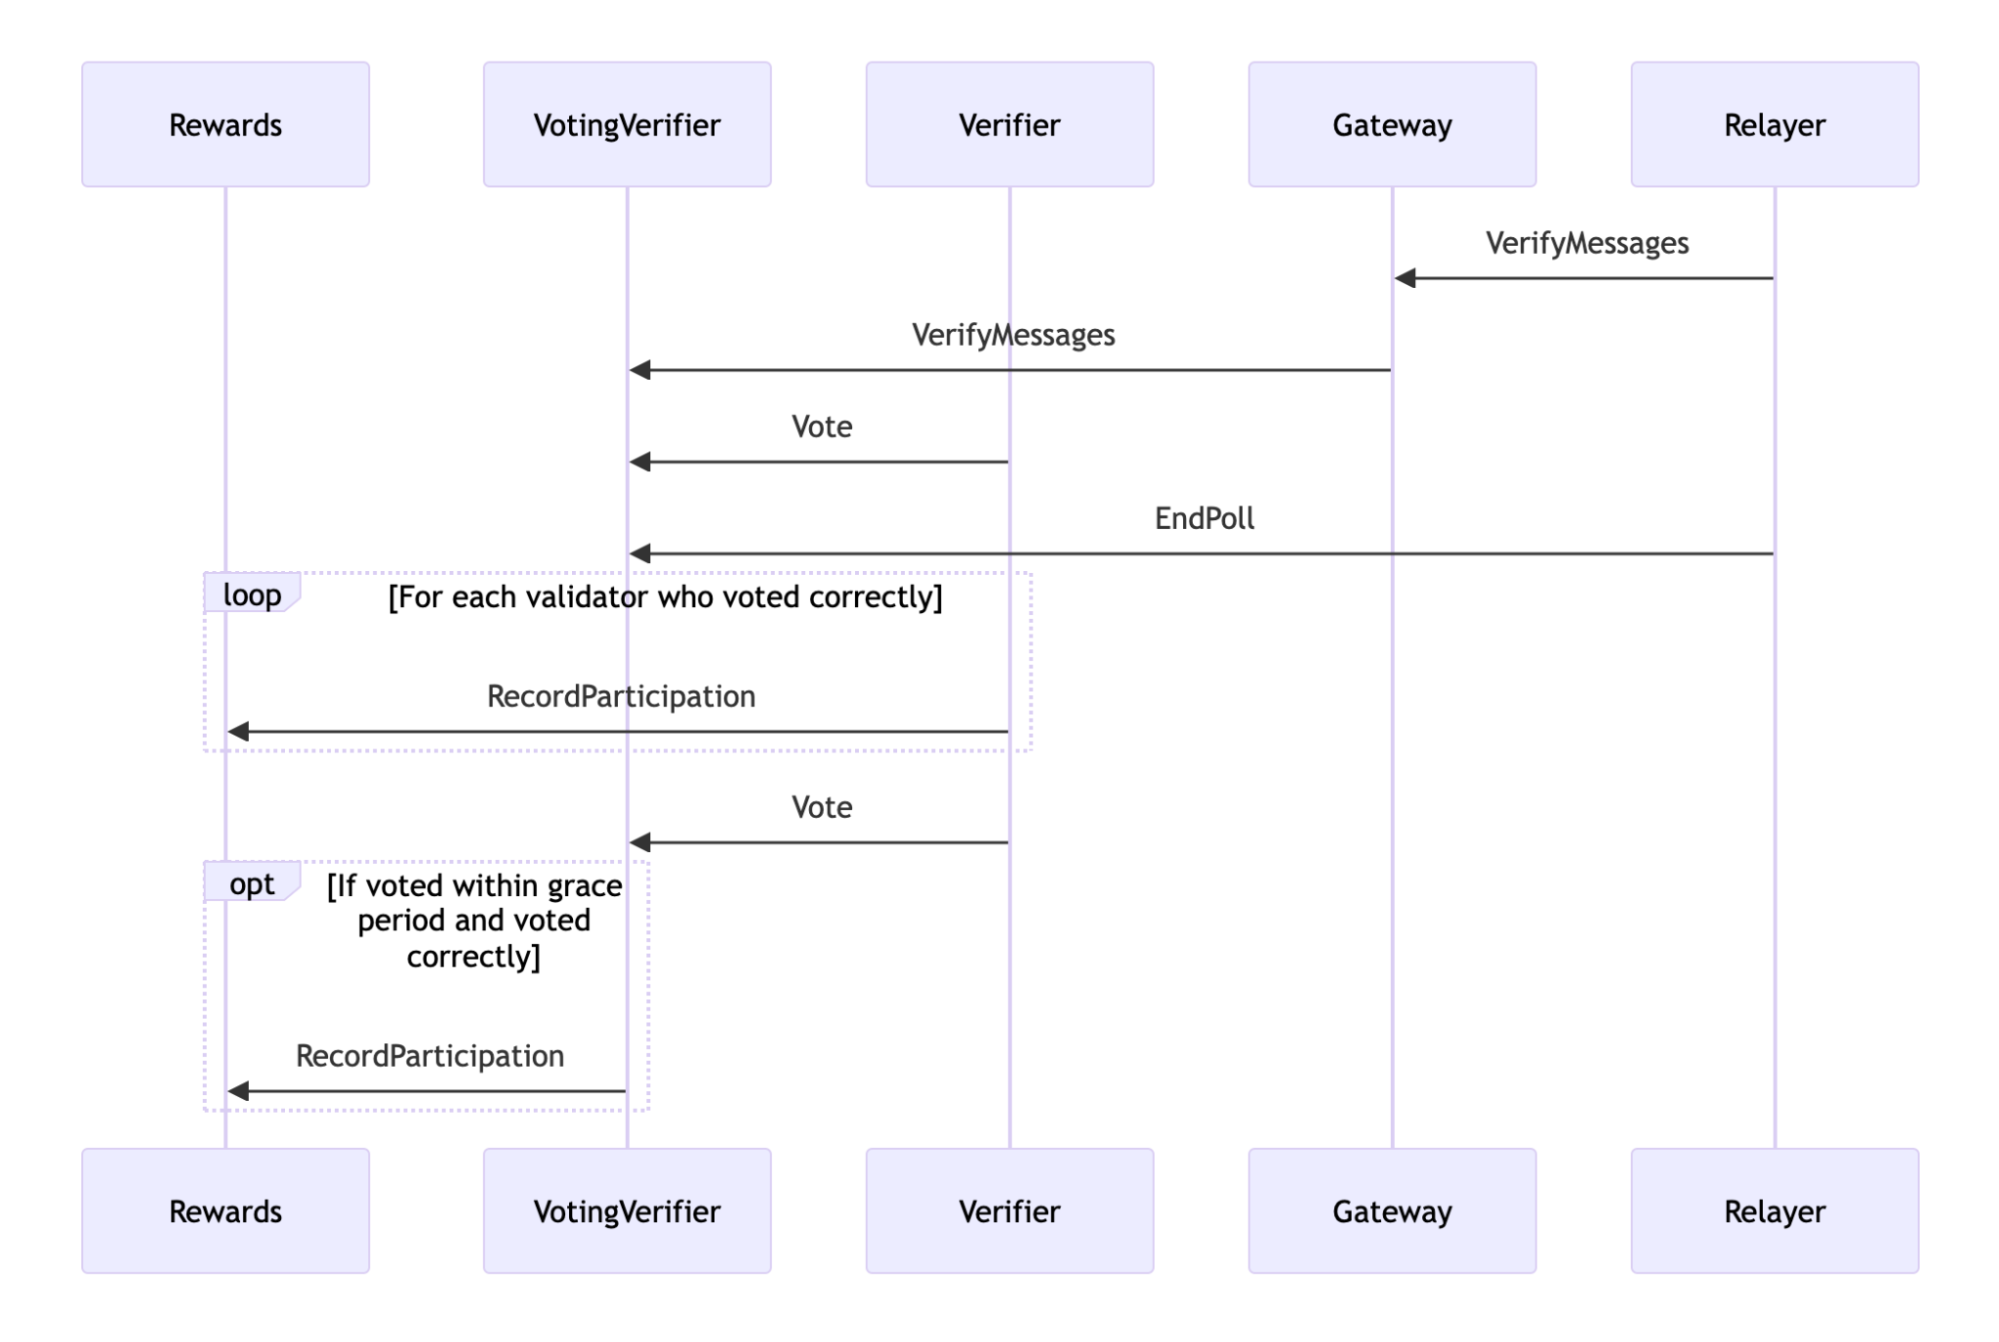 Rewards
VotingVerifier
Verifier
Gateway
Relayer
VerifyMessages
VerifyMessages
Vote
EndPoll
loop
[For each validator who voted correctly]
RecordParticipation
Vote
opt
[If voted within grace
period and voted
correctly]
RecordParticipation
Rewards
VotingVerifier
Verifier
Gateway
Relayer